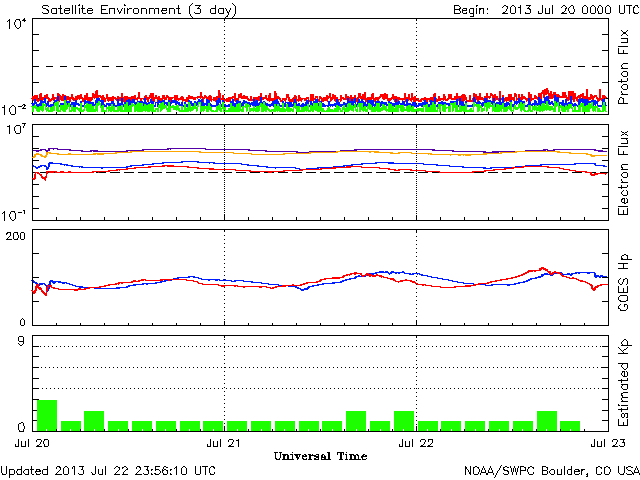 Satellite Environment (3 day)
Begin: 2013 Jul 20 0000 UTC
10⁴
10⁻²
Proton Flux
10⁷
10⁻¹
Electron Flux
200
0
GOES Hp
9
0
Estimated Kp
Jul 20 Jul 21 Jul 22 Jul 23
Universal Time
Updated 2013 Jul 22 23:56:10 UTC
NOAA/SWPC Boulder, CO USA